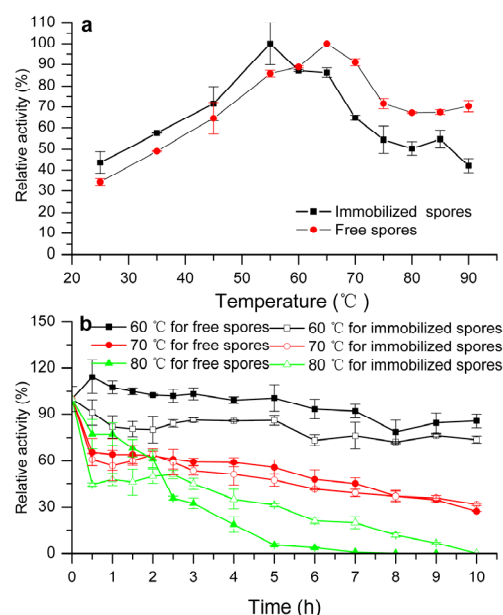 a
110
100
90
80
70
60
50
40
30
20
10
0
Relative activity (%)
Immobilized spores
Free spores
20 30 40 50 60 70 80 90
Temperature (℃)
b
150
120
90
60
30
0
Relative activity (%)
60 ℃ for free spores 60 ℃ for immobilized spores
70 ℃ for free spores 70 ℃ for immobilized spores
80 ℃ for free spores 80 ℃ for immobilized spores
0 1 2 3 4 5 6 7 8 9 10
Time (h)